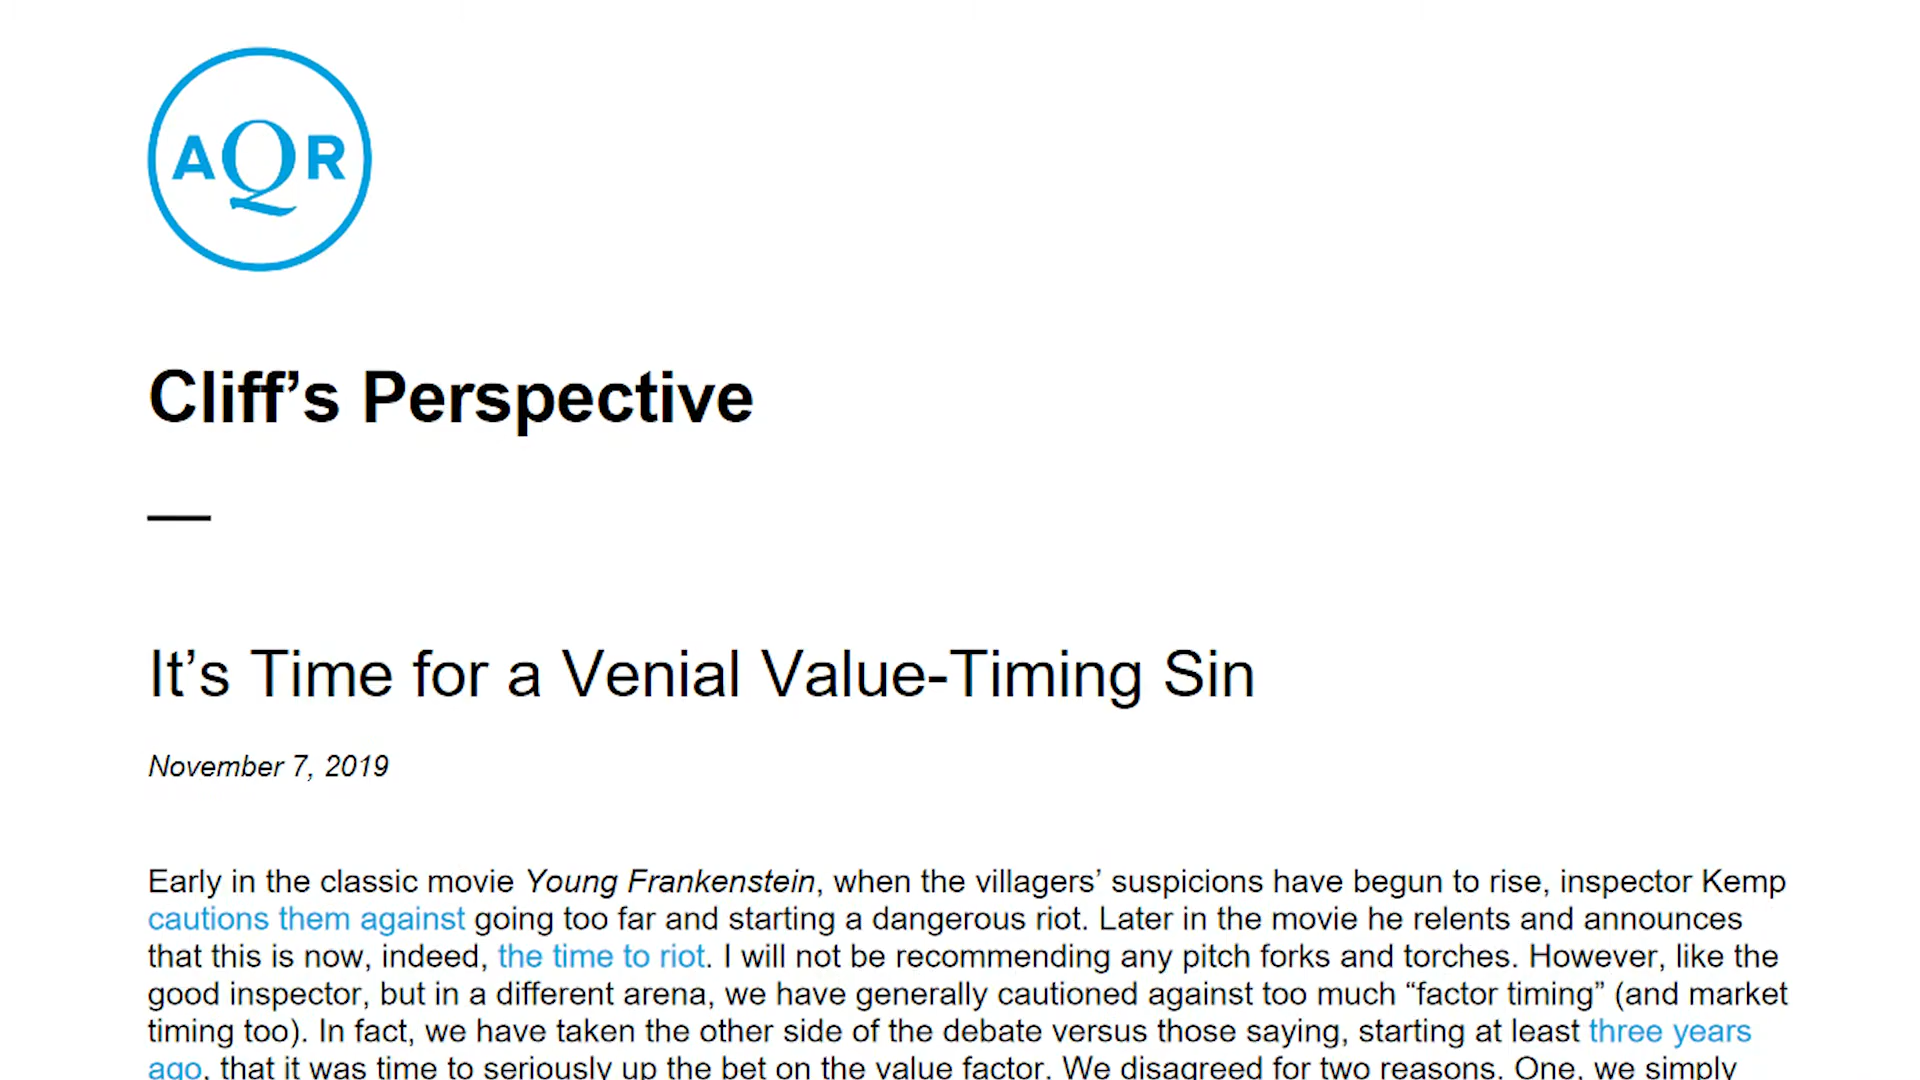 AQR
Cliff’s Perspective
It’s Time for a Venial Value-Timing Sin
November 7, 2019
Early in the classic movie Young Frankenstein, when the villagers’ suspicions have begun to rise, inspector Kemp
cautions them against going too far and starting a dangerous riot. Later in the movie he relents and announces
that this is now, indeed, the time to riot. I will not be recommending any pitch forks and torches. However, like the
good inspector, but in a different arena, we have generally cautioned against too much “factor timing” (and market
timing too). In fact, we have taken the other side of the debate versus those saying, starting at least three years
ago, that it was time to seriously up the bet on the value factor. We disagreed for two reasons. One, we simply